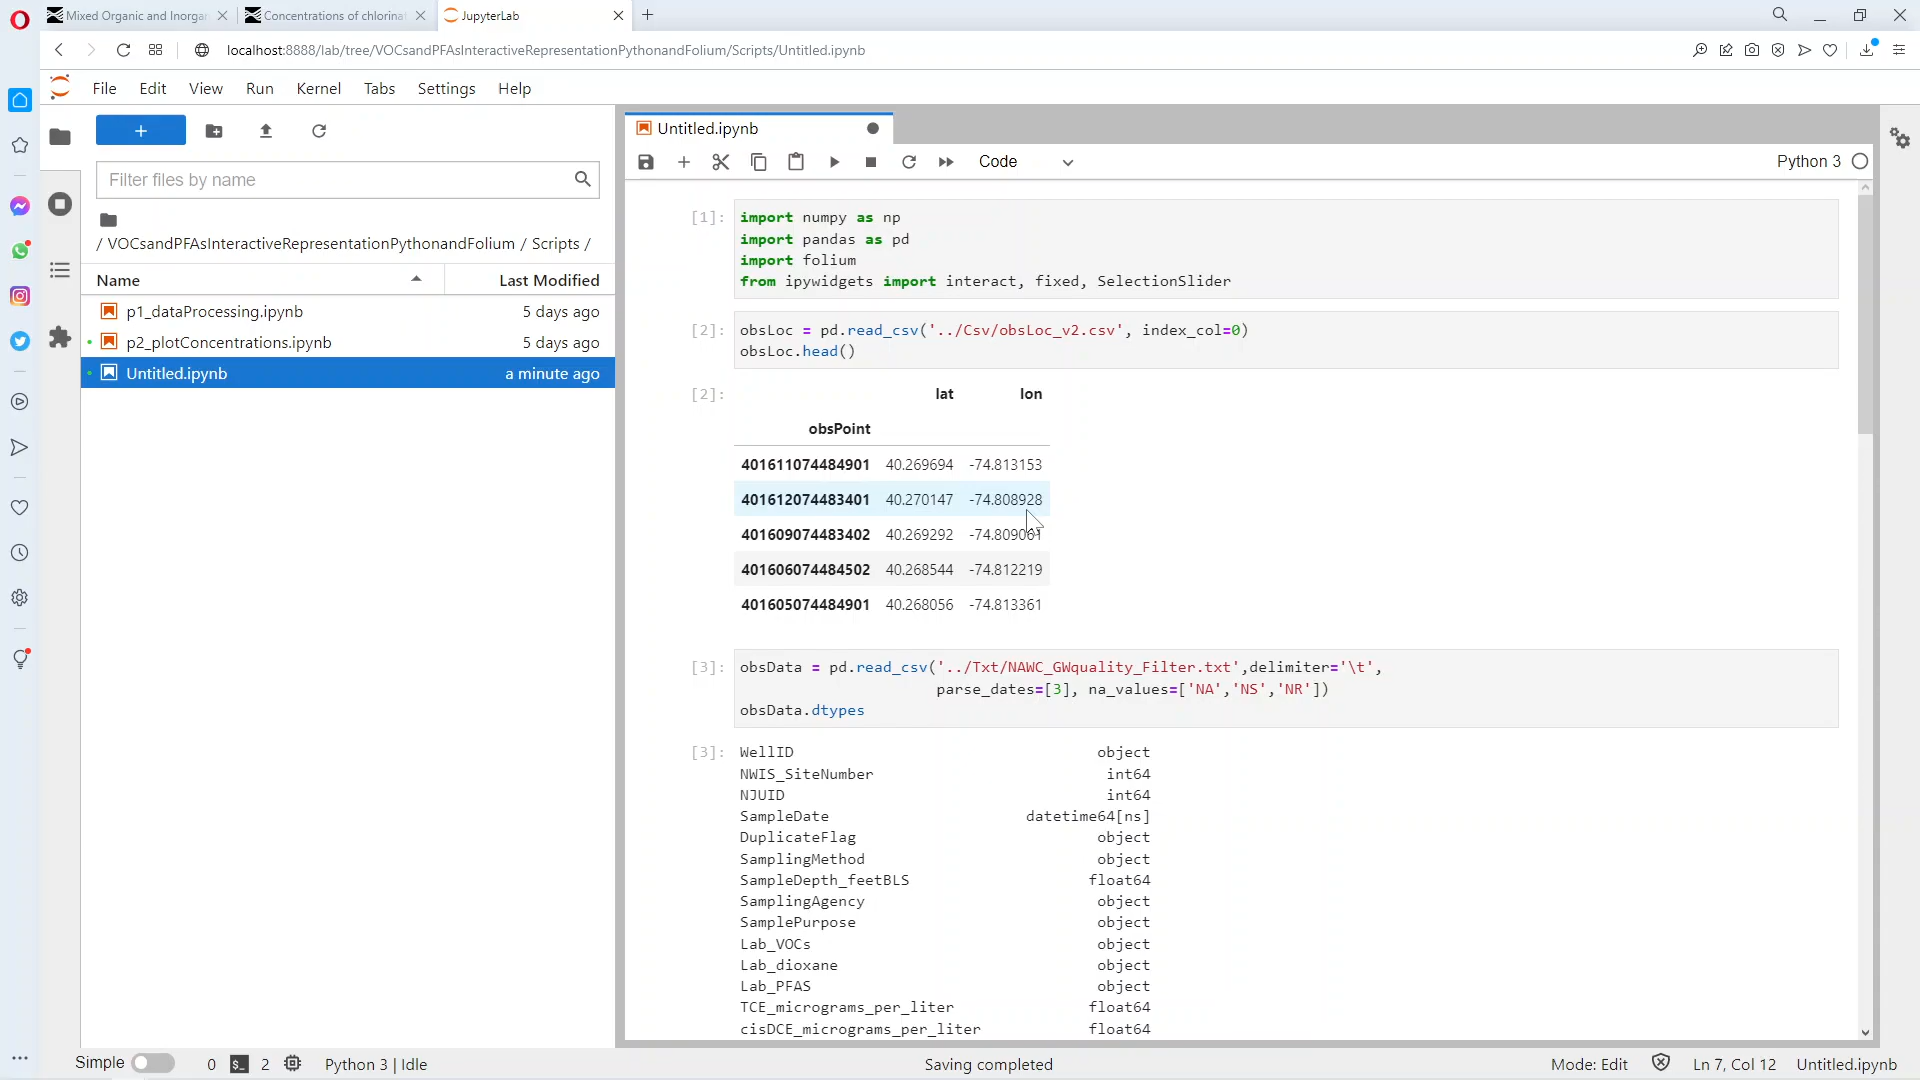 Mixed Organic and Inorgan
Concentrations of chlorinat
JupyterLab
localhost:8888/lab/tree/VOCsandPFAsInteractiveRepresentationPythonandFolium/Scripts/Untitled.ipynb
File Edit View Run Kernel Tabs Settings Help
Filter files by name
/ VOCsandPFAsInteractiveRepresentationPythonandFolium / Scripts /
Name Last Modified
p1_dataProcessing.ipynb 5 days ago
p2_plotConcentrations.ipynb 5 days ago
Untitled.ipynb a minute ago
Untitled.ipynb
Code Python 3
[1]: import numpy as np
import pandas as pd
import folium
from ipywidgets import interact, fixed, SelectionSlider
[2]: obsLoc = pd.read_csv('../Csv/obsLoc_v2.csv', index_col=0)
obsLoc.head()
[2]: lat lon
obsPoint
401611074484901 40.269694 -74.813153
401612074483401 40.270147 -74.808928
401609074483402 40.269292 -74.809061
401606074484502 40.268544 -74.812219
401605074484901 40.268056 -74.813361
[3]: obsData = pd.read_csv('../Txt/NAWC_GWquality_Filter.txt',delimiter='\t',
parse_dates=[3], na_values=['NA','NS','NR'])
obsData.dtypes
[3]: WellID object
NWIS_SiteNumber int64
NJUID int64
SampleDate datetime64[ns]
DuplicateFlag object
SamplingMethod object
SampleDepth_feetBLS float64
SamplingAgency object
SamplePurpose object
Lab_VOCs object
Lab_dioxane object
Lab_PFAS object
TCE_micrograms_per_liter float64
cisDCE_micrograms_per_liter float64
Simple 0 $_ 2 Python 3 | Idle Saving completed Mode: Edit Ln 7, Col 12 Untitled.ipynb